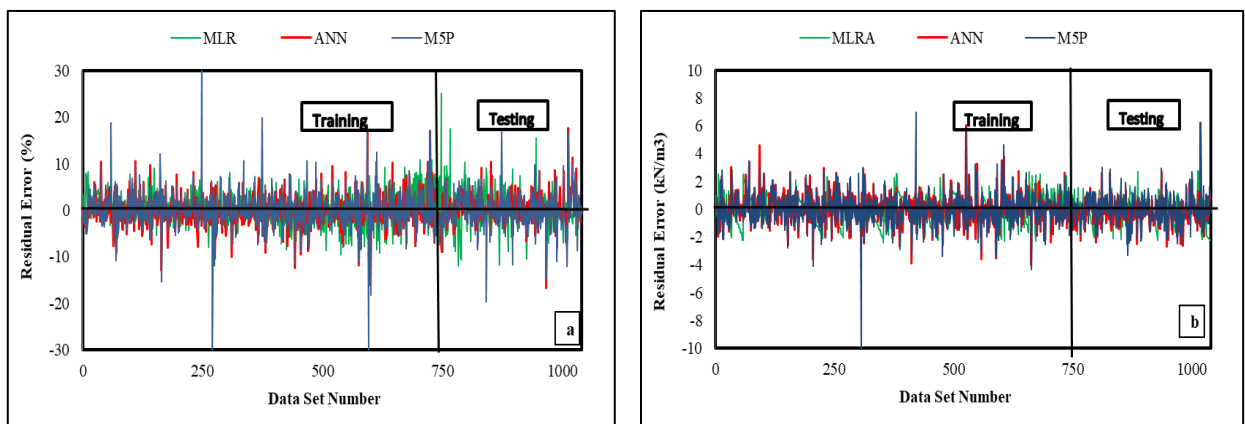 MLR ANN M5P
30
20
10
0
-10
-20
-30
Residual Error (%)
Training
Testing
a
0 250 500 750 1000
Data Set Number
MLRA ANN M5P
10
8
6
4
2
0
-2
-4
-6
-8
-10
Residual Error (kN/m3)
Training
Testing
b
0 250 500 750 1000
Data Set Number